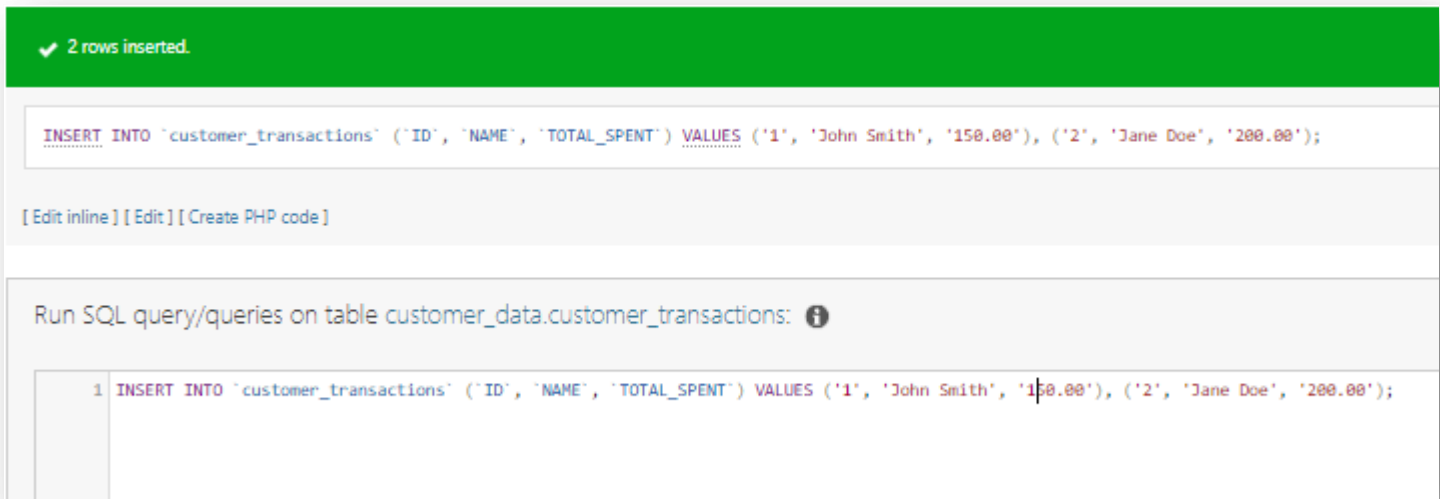 2 rows inserted.
INSERT INTO `customer_transactions` (`ID`, `NAME`, `TOTAL_SPENT`) VALUES ('1', 'John Smith', '150.00'), ('2', 'Jane Doe', '200.00');
[ Edit inline ] [ Edit ] [ Create PHP code ]
Run SQL query/queries on table customer_data.customer_transactions:
1 INSERT INTO `customer_transactions` (`ID`, `NAME`, `TOTAL_SPENT`) VALUES ('1', 'John Smith', '150.00'), ('2', 'Jane Doe', '200.00');